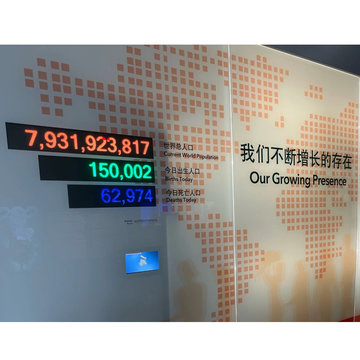 7,931,923,817
世界总人口
Current World Population
150,002
今日出生人口
Births Today
62,974
今日死亡人口
Deaths Today
我们不断增长的存在
Our Growing Presence